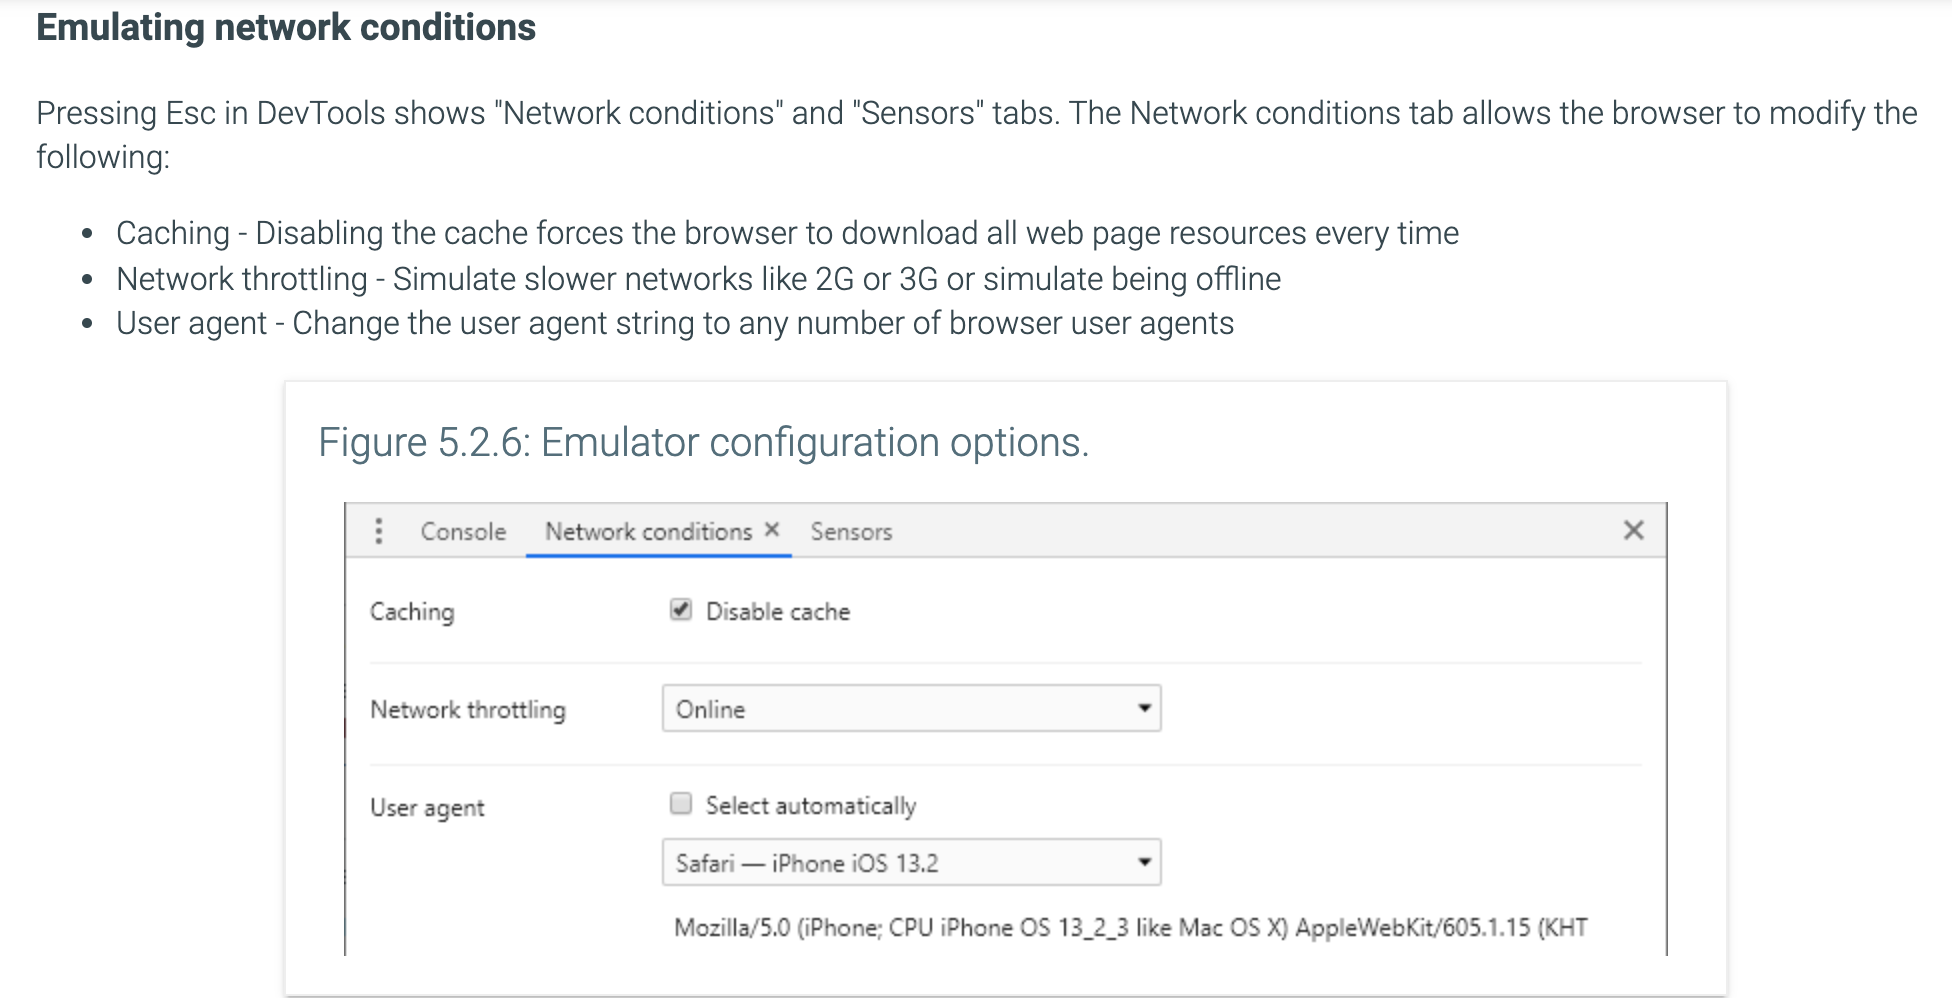 Emulating network conditions
Pressing Esc in DevTools shows "Network conditions" and "Sensors" tabs. The Network conditions tab allows the browser to modify the
following:
• Caching - Disabling the cache forces the browser to download all web page resources every time
• Network throttling - Simulate slower networks like 2G or 3G or simulate being offline
• User agent - Change the user agent string to any number of browser user agents
Figure 5.2.6: Emulator configuration options.
Console Network conditions × Sensors ×
Caching Disable cache
Network throttling Online
User agent Select automatically
Safari — iPhone iOS 13.2
Mozilla/5.0 (iPhone; CPU iPhone OS 13_2_3 like Mac OS X) AppleWebKit/605.1.15 (KHT